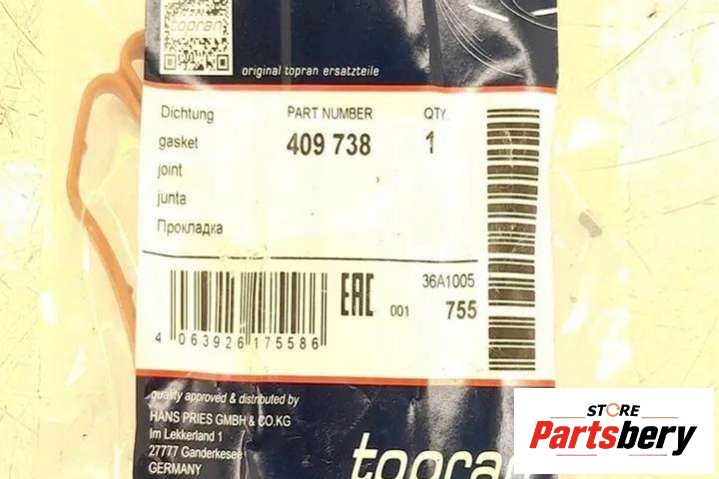 topran
original topran ersatzteile
Dichtung
PART NUMBER
QTY.
gasket
409 738
1
joint
junta
Прокладка
36A1005
EAC
001
755
4 063926 175586
quality approved & distributed by
HANS PRIES GMBH & CO.KG
Im Lekkerland 1
27777 Ganderkesee
GERMANY
topran
STORE
Partsbery